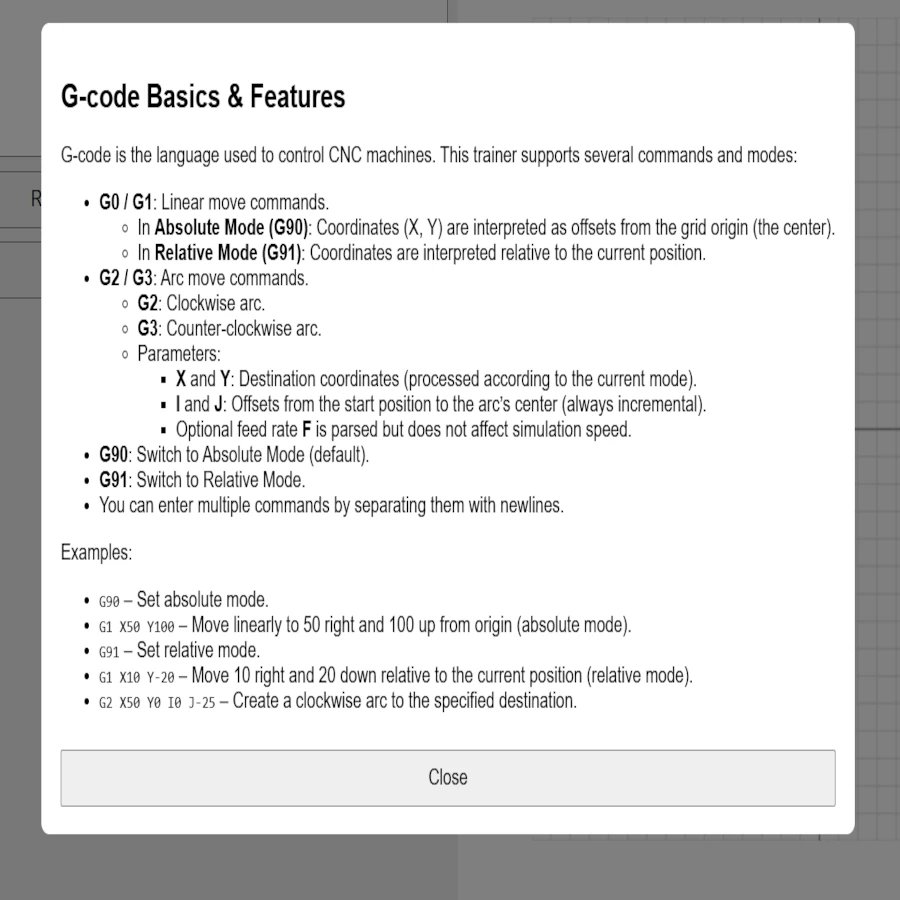 G-code Basics & Features
G-code is the language used to control CNC machines. This trainer supports several commands and modes:
G0 / G1: Linear move commands.
In Absolute Mode (G90): Coordinates (X, Y) are interpreted as offsets from the grid origin (the center).
In Relative Mode (G91): Coordinates are interpreted relative to the current position.
G2 / G3: Arc move commands.
G2: Clockwise arc.
G3: Counter-clockwise arc.
Parameters:
X and Y: Destination coordinates (processed according to the current mode).
I and J: Offsets from the start position to the arc's center (always incremental).
Optional feed rate F is parsed but does not affect simulation speed.
G90: Switch to Absolute Mode (default).
G91: Switch to Relative Mode.
You can enter multiple commands by separating them with newlines.
Examples:
G90 – Set absolute mode.
G1 X50 Y100 – Move linearly to 50 right and 100 up from origin (absolute mode).
G91 – Set relative mode.
G1 X10 Y-20 – Move 10 right and 20 down relative to the current position (relative mode).
G2 X50 Y0 I0 J-25 – Create a clockwise arc to the specified destination.
Close